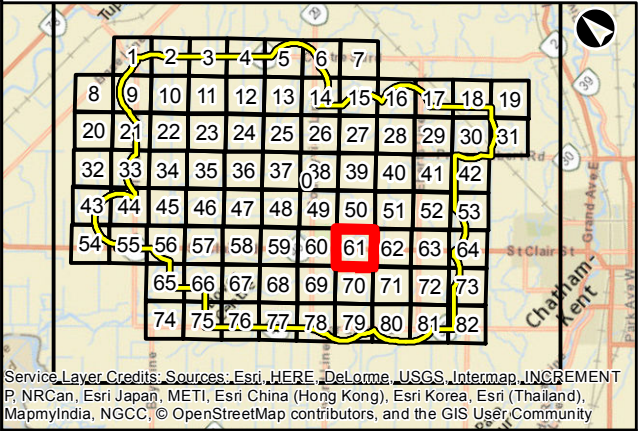 1 2 3 4 5 6 7
8 9 10 11 12 13 14 15 16 17 18 19
20 21 22 23 24 25 26 27 28 29 30 31
32 33 34 35 36 37 38 39 40 41 42
0
43 44 45 46 47 48 49 50 51 52 53
54 55 56 57 58 59 60 61 62 63 64
St Clair St
65 66 67 68 69 70 71 72 73
74 75 76 77 78 79 80 81 82
20
39
Grand Ave E
Park Ave W
Chatham-
Kent
Service Layer Credits: Sources: Esri, HERE, DeLorme, USGS, Intermap, INCREMENT
P, NRCan, Esri Japan, METI, Esri China (Hong Kong), Esri Korea, Esri (Thailand),
MapmyIndia, NGCC, © OpenStreetMap contributors, and the GIS User Community